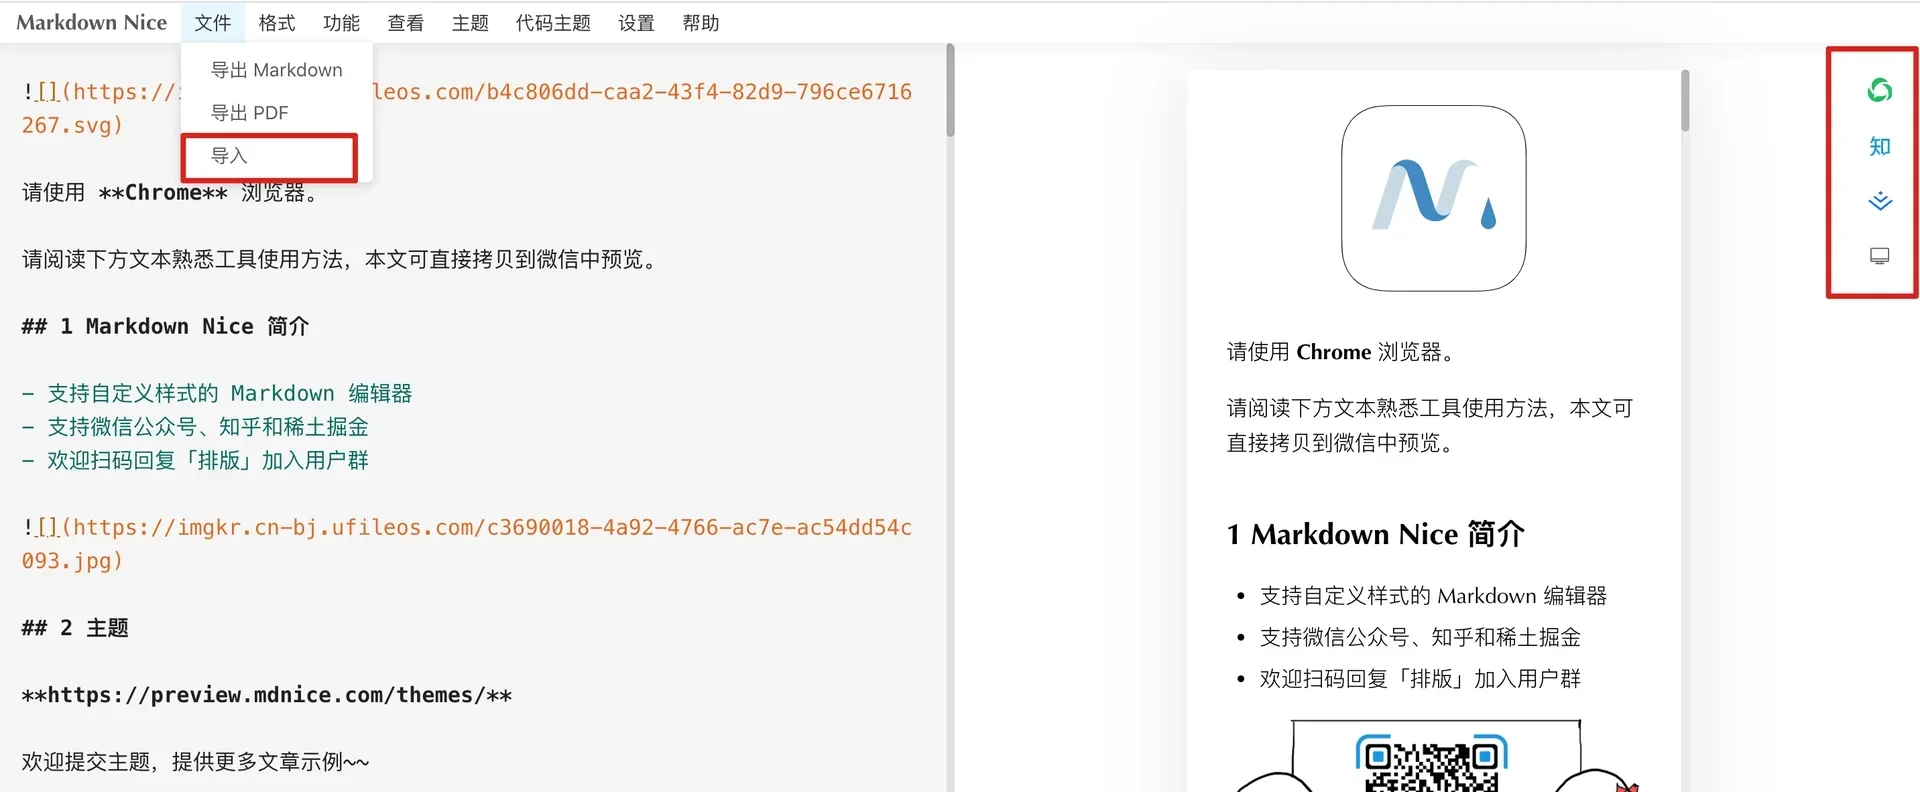 Markdown Nice 文件 格式 功能 查看 主题 代码主题 设置 帮助
导出 Markdown
导出 PDF
导入
![](https://
leos.com/b4c806dd-caa2-43f4-82d9-796ce6716
267.svg)
请使用 **Chrome** 浏览器。
请阅读下方文本熟悉工具使用方法，本文可直接拷贝到微信中预览。
## 1 Markdown Nice 简介
- 支持自定义样式的 Markdown 编辑器
- 支持微信公众号、知乎和稀土掘金
- 欢迎扫码回复「排版」加入用户群
![](https://imgkr.cn-bj.ufileos.com/c3690018-4a92-4766-ac7e-ac54dd54c
093.jpg)
## 2 主题
**https://preview.mdnice.com/themes/**
欢迎提交主题，提供更多文章示例~~
请使用 Chrome 浏览器。
请阅读下方文本熟悉工具使用方法，本文可
直接拷贝到微信中预览。
1 Markdown Nice 简介
• 支持自定义样式的 Markdown 编辑器
• 支持微信公众号、知乎和稀土掘金
• 欢迎扫码回复「排版」加入用户群
知